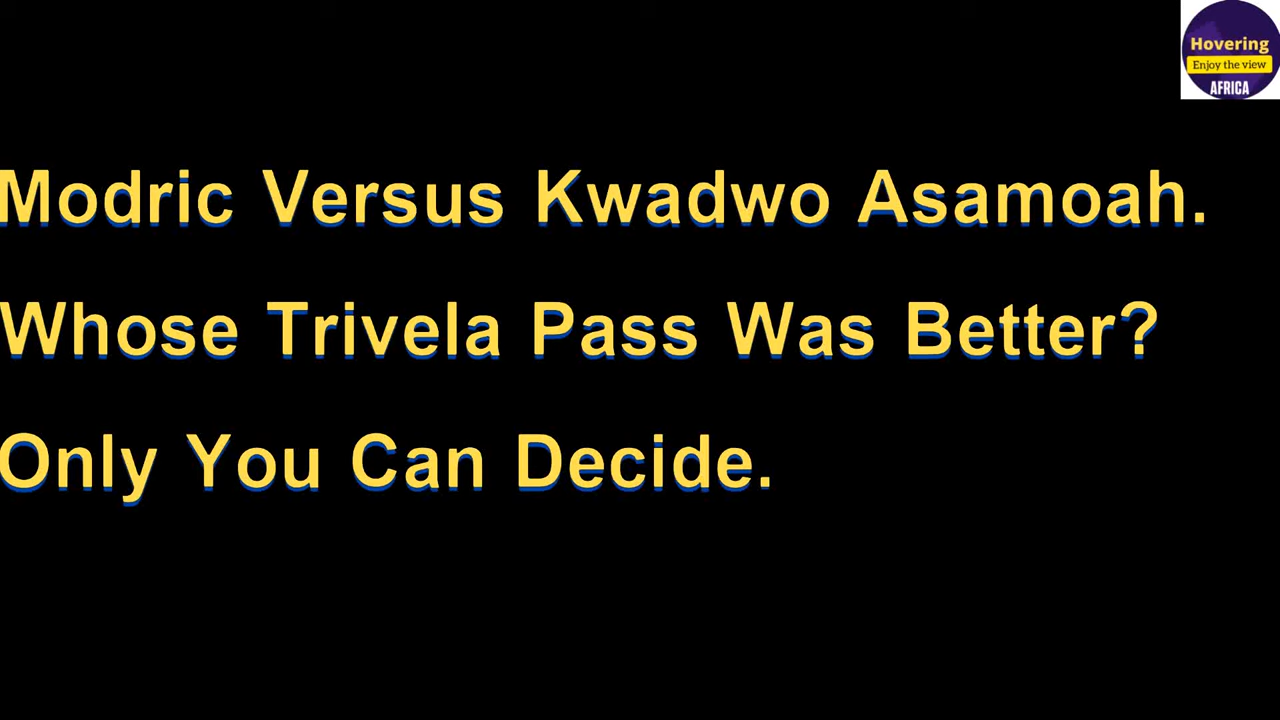 Hovering
Enjoy the view
AFRICA
Modric Versus Kwadwo Asamoah.
Whose Trivela Pass Was Better?
Only You Can Decide.